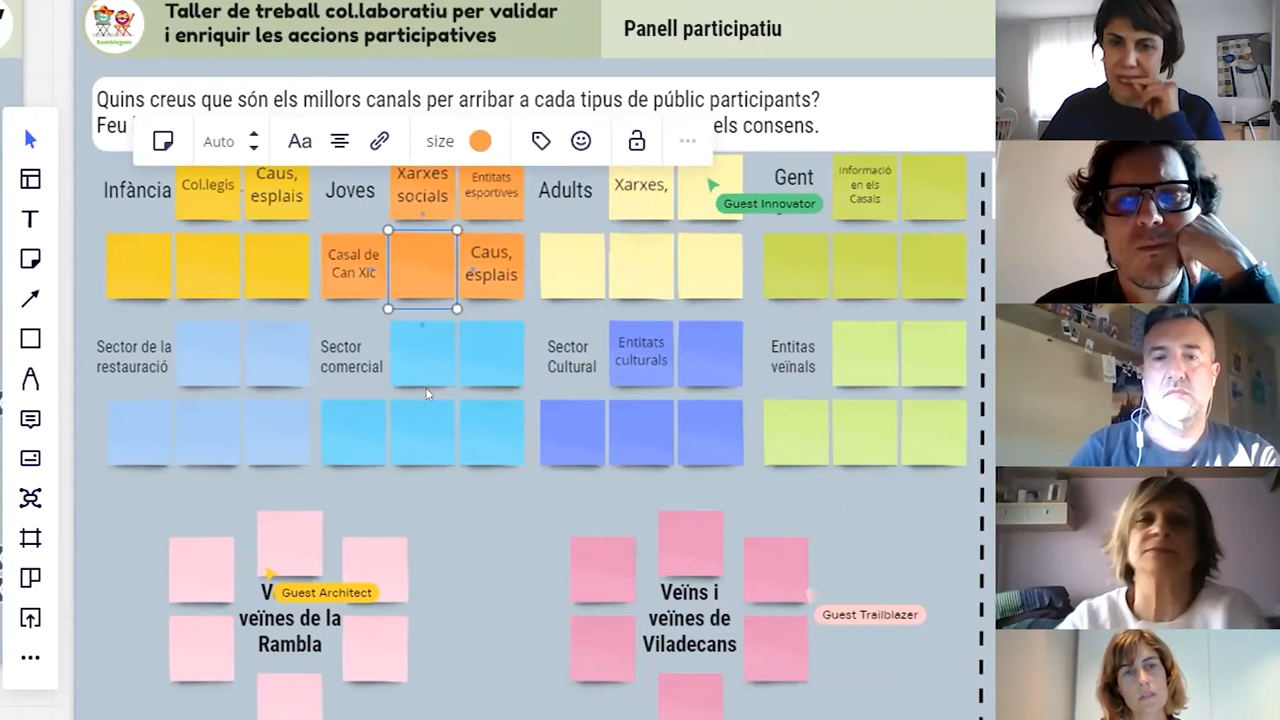 Taller de treball col.laboratiu per validar
i enriquir les accions participatives
Panell participatiu
Ramblegem
Quins creus que són els millors canals per arribar a cada tipus de públic participants?
Feu
els consens.
Auto
Aa
size
Infància
Col.legis
Caus,
esplais
Joves
Xarxes
socials
Entitats
esportives
Adults
Xarxes,
Guest Innovator
Gent
Informació
en els
Casals
Casal de
Can Xic
Caus,
esplais
Sector de la
restauració
Sector
comercial
Sector
Cultural
Entitats
culturals
Entitas
veïnals
V
Guest Architect
veïnes de la
Rambla
Veïns i
veïnes de
Viladecans
Guest Trailblazer